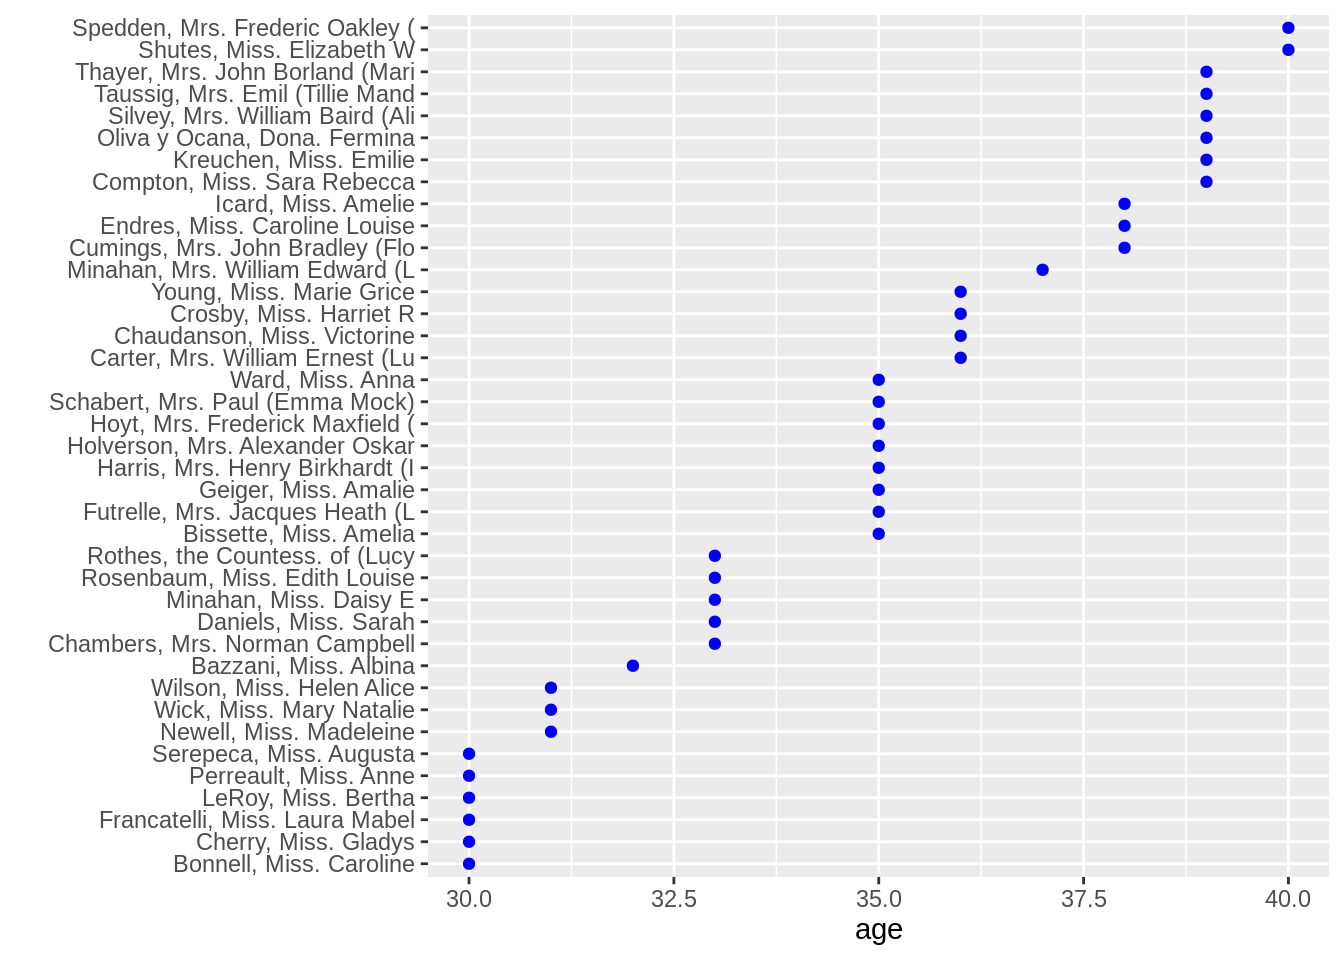 Spedden, Mrs. Frederic Oakley (
Shutes, Miss. Elizabeth W
Thayer, Mrs. John Borland (Mari
Taussig, Mrs. Emil (Tillie Mand
Silvey, Mrs. William Baird (Ali
Oliva y Ocana, Dona. Fermina
Kreuchen, Miss. Emilie
Compton, Miss. Sara Rebecca
Icard, Miss. Amelie
Endres, Miss. Caroline Louise
Cumings, Mrs. John Bradley (Flo
Minahan, Mrs. William Edward (L
Young, Miss. Marie Grice
Crosby, Miss. Harriet R
Chaudanson, Miss. Victorine
Carter, Mrs. William Ernest (Lu
Ward, Miss. Anna
Schabert, Mrs. Paul (Emma Mock)
Hoyt, Mrs. Frederick Maxfield (
Holverson, Mrs. Alexander Oskar
Harris, Mrs. Henry Birkhardt (I
Geiger, Miss. Amalie
Futrelle, Mrs. Jacques Heath (L
Bissette, Miss. Amelia
Rothes, the Countess. of (Lucy
Rosenbaum, Miss. Edith Louise
Minahan, Miss. Daisy E
Daniels, Miss. Sarah
Chambers, Mrs. Norman Campbell
Bazzani, Miss. Albina
Wilson, Miss. Helen Alice
Wick, Miss. Mary Natalie
Newell, Miss. Madeleine
Serepeca, Miss. Augusta
Perreault, Miss. Anne
LeRoy, Miss. Bertha
Francatelli, Miss. Laura Mabel
Cherry, Miss. Gladys
Bonnell, Miss. Caroline
30.0 32.5 35.0 37.5 40.0
age